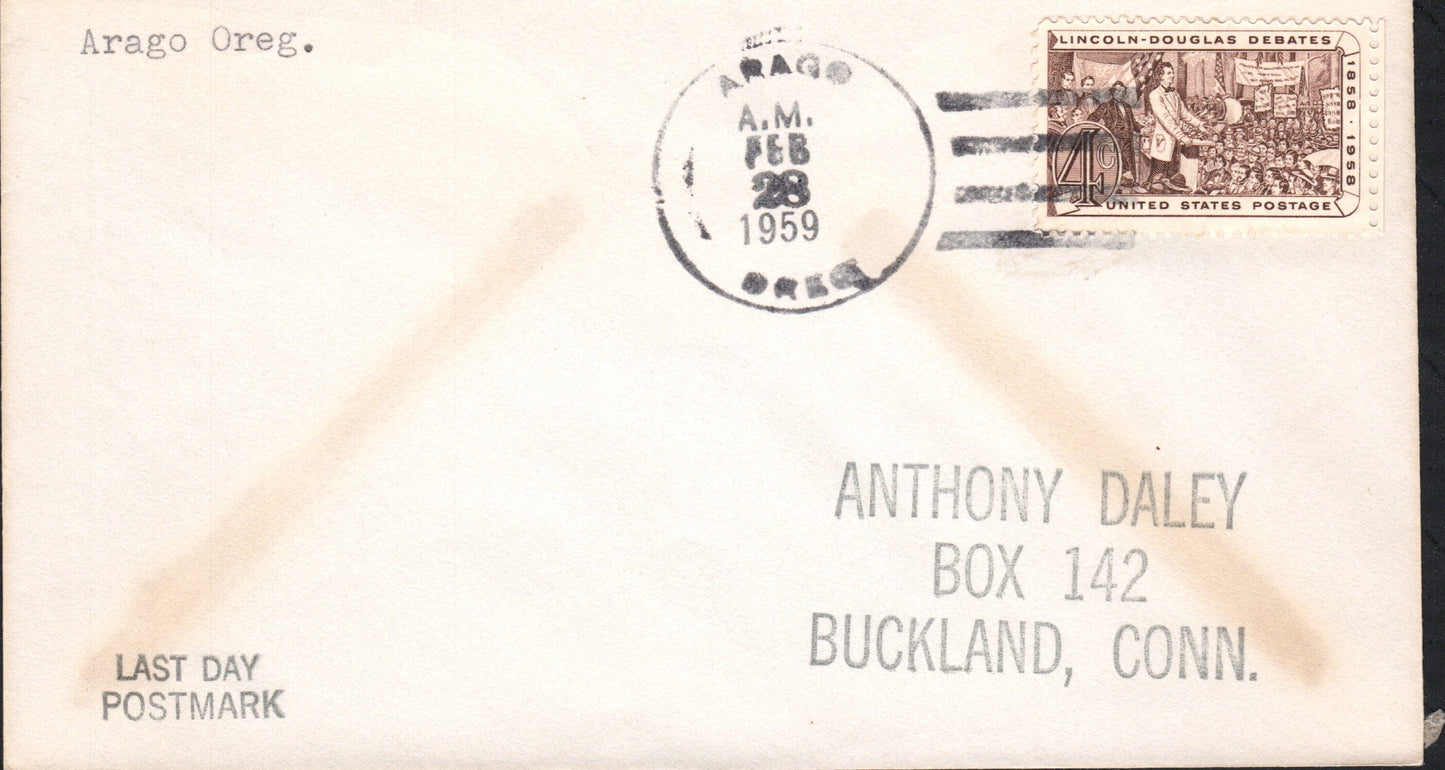 Arago Oreg.
ARAGO
A.M.
FEB
28
1959
OREG
LINCOLN-DOUGLAS DEBATES
1858 · 1958
4c
UNITED STATES POSTAGE
ANTHONY DALEY
BOX 142
BUCKLAND, CONN.
LAST DAY
POSTMARK